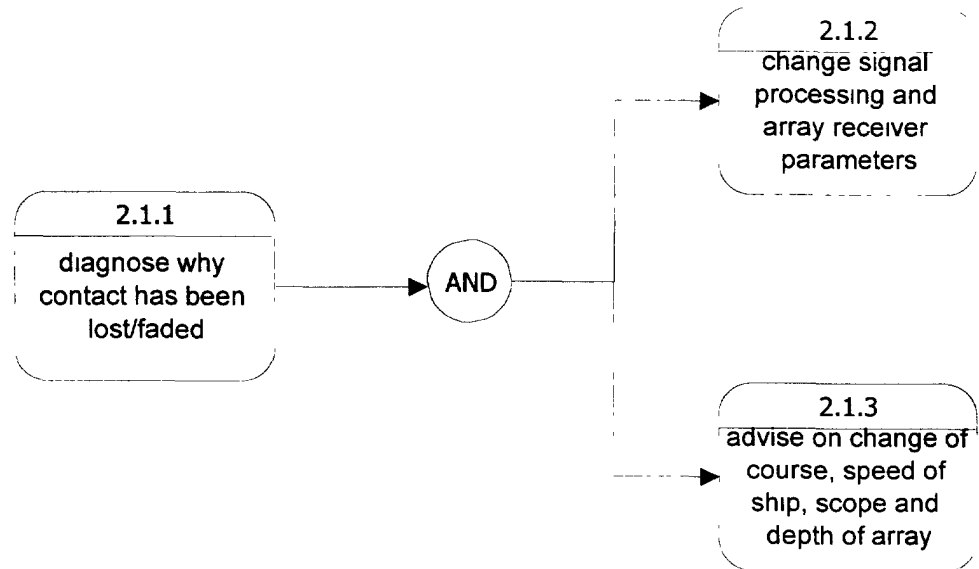 2.1.1
diagnose why
contact has been
lost/faded
AND
2.1.2
change signal
processing and
array receiver
parameters
2.1.3
advise on change of
course, speed of
ship, scope and
depth of array